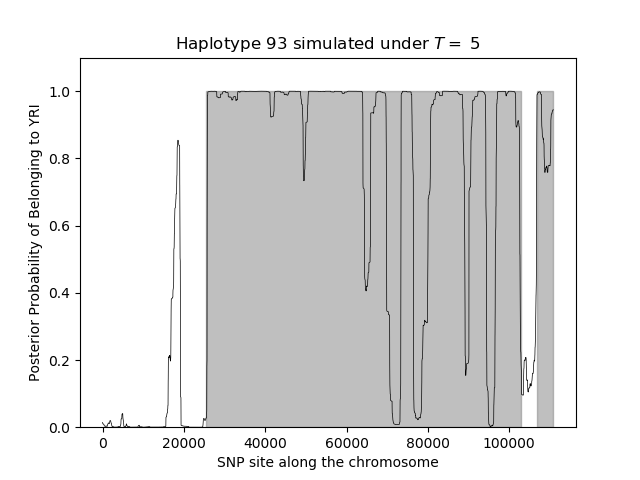 Haplotype 93 simulated under T = 5
Posterior Probability of Belonging to YRI
1.0
0.8
0.6
0.4
0.2
0.0
0 20000 40000 60000 80000 100000
SNP site along the chromosome